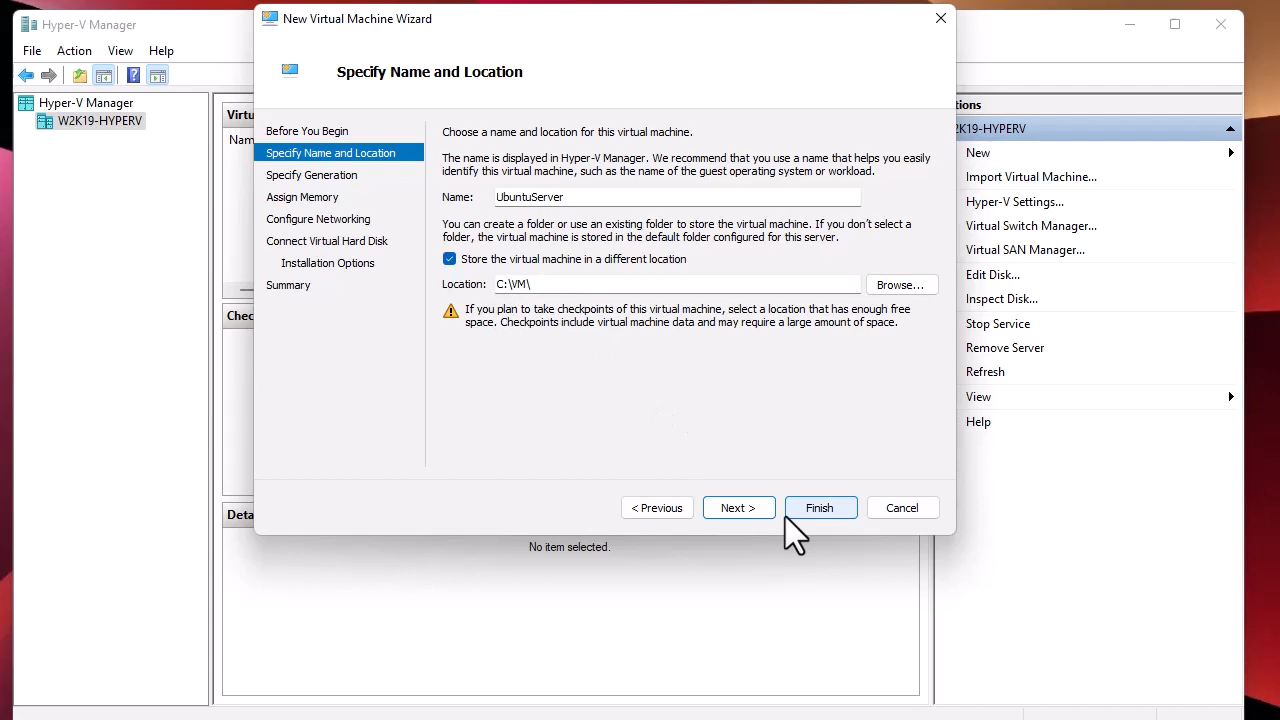 Hyper-V Manager
File Action View Help
Hyper-V Manager
W2K19-HYPERV
New Virtual Machine Wizard
Specify Name and Location
Before You Begin
Specify Name and Location
Specify Generation
Assign Memory
Configure Networking
Connect Virtual Hard Disk
Installation Options
Summary
Choose a name and location for this virtual machine.
The name is displayed in Hyper-V Manager. We recommend that you use a name that helps you easily
identify this virtual machine, such as the name of the guest operating system or workload.
Name: UbuntuServer
You can create a folder or use an existing folder to store the virtual machine. If you don't select a
folder, the virtual machine is stored in the default folder configured for this server.
Store the virtual machine in a different location
Location: C:\VM\ Browse...
If you plan to take checkpoints of this virtual machine, select a location that has enough free
space. Checkpoints include virtual machine data and may require a large amount of space.
< Previous Next > Finish Cancel
Virtu
Nam
Chec
Deta
No item selected.
tions
2K19-HYPERV
New
Import Virtual Machine...
Hyper-V Settings...
Virtual Switch Manager...
Virtual SAN Manager...
Edit Disk...
Inspect Disk...
Stop Service
Remove Server
Refresh
View
Help